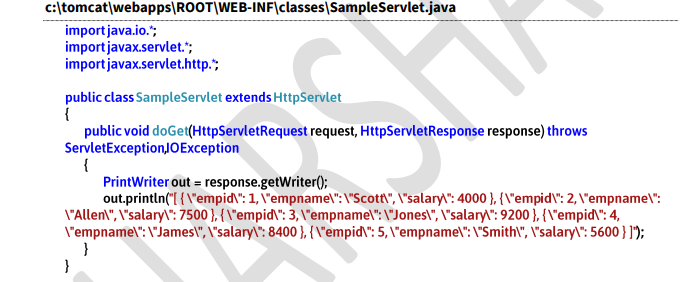 c:\tomcat\webapps\ROOT\WEB-INF\classes\SampleServlet.java
import java.io.*;
import javax.servlet.*;
import javax.servlet.http.*;
public class SampleServlet extends HttpServlet
{
public void doGet(HttpServletRequest request, HttpServletResponse response) throws
ServletException,IOException
{
PrintWriter out = response.getWriter();
out.println("[ { \"empid\": 1, \"empname\": \"Scott\", \"salary\": 4000 }, { \"empid\": 2, \"empname\":
\"Allen\", \"salary\": 7500 }, { \"empid\": 3, \"empname\": \"Jones\", \"salary\": 9200 }, { \"empid\": 4,
\"empname\": \"James\", \"salary\": 8400 }, { \"empid\": 5, \"empname\": \"Smith\", \"salary\": 5600 } ]");
}
}